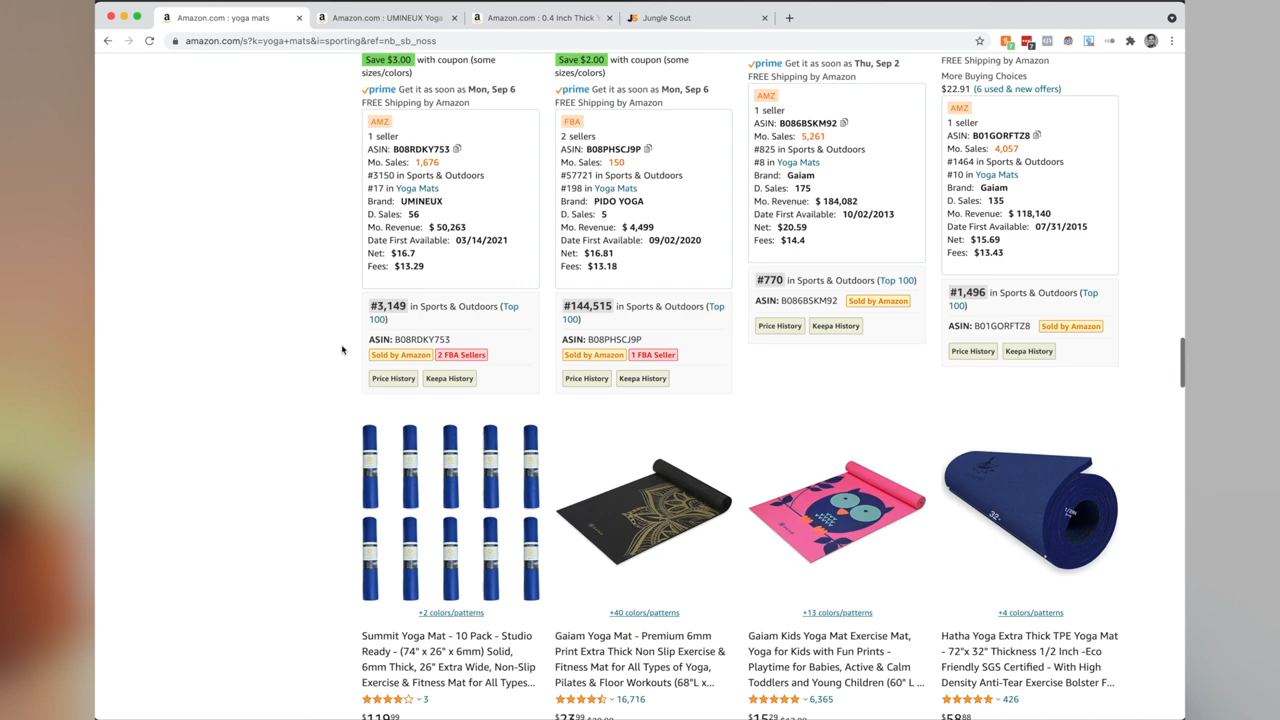 Amazon.com : yoga mats
Amazon.com : UMINEUX Yoga
Amazon.com : 0.4 Inch Thick
Jungle Scout
amazon.com/s?k=yoga+mats&i=sporting&ref=nb_sb_noss
Save $3.00 with coupon (some
sizes/colors)
prime Get it as soon as Mon, Sep 6
FREE Shipping by Amazon
AMZ
1 seller
ASIN: B08RDKY753
Mo. Sales: 1,676
#3150 in Sports & Outdoors
#17 in Yoga Mats
Brand: UMINEUX
D. Sales: 56
Mo. Revenue: $ 50,263
Date First Available: 03/14/2021
Net: $16.7
Fees: $13.29
#3,149 in Sports & Outdoors (Top
100)
ASIN: B08RDKY753
Sold by Amazon 2 FBA Sellers
Price History Keepa History
Save $2.00 with coupon (some
sizes/colors)
prime Get it as soon as Mon, Sep 6
FREE Shipping by Amazon
FBA
2 sellers
ASIN: B08PHSCJ9P
Mo. Sales: 150
#57721 in Sports & Outdoors
#198 in Yoga Mats
Brand: PIDO YOGA
D. Sales: 5
Mo. Revenue: $ 4,499
Date First Available: 09/02/2020
Net: $16.81
Fees: $13.18
#144,515 in Sports & Outdoors (Top
100)
ASIN: B08PHSCJ9P
Sold by Amazon 1 FBA Seller
Price History Keepa History
prime Get it as soon as Thu, Sep 2
FREE Shipping by Amazon
AMZ
1 seller
ASIN: B086BSKM92
Mo. Sales: 5,261
#825 in Sports & Outdoors
#8 in Yoga Mats
Brand: Gaiam
D. Sales: 175
Mo. Revenue: $ 184,082
Date First Available: 10/02/2013
Net: $20.59
Fees: $14.4
#770 in Sports & Outdoors (Top 100)
ASIN: B086BSKM92 Sold by Amazon
Price History Keepa History
FREE Shipping by Amazon
More Buying Choices
$22.91 (6 used & new offers)
AMZ
1 seller
ASIN: B01GORFTZ8
Mo. Sales: 4,057
#1464 in Sports & Outdoors
#10 in Yoga Mats
Brand: Gaiam
D. Sales: 135
Mo. Revenue: $ 118,140
Date First Available: 07/31/2015
Net: $15.69
Fees: $13.43
#1,496 in Sports & Outdoors (Top
100)
ASIN: B01GORFTZ8 Sold by Amazon
Price History Keepa History
+2 colors/patterns
Summit Yoga Mat - 10 Pack - Studio
Ready - (74" x 26" x 6mm) Solid,
6mm Thick, 26" Extra Wide, Non-Slip
Exercise & Fitness Mat for All Types...
3
$119.99
+40 colors/patterns
Gaiam Yoga Mat - Premium 6mm
Print Extra Thick Non Slip Exercise &
Fitness Mat for All Types of Yoga,
Pilates & Floor Workouts (68"L x...
16,716
$23.99
+13 colors/patterns
Gaiam Kids Yoga Mat Exercise Mat,
Yoga for Kids with Fun Prints -
Playtime for Babies, Active & Calm
Toddlers and Young Children (60" L ...
6,365
$15.29
32"
1/2IN
+4 colors/patterns
Hatha Yoga Extra Thick TPE Yoga Mat
- 72"x 32" Thickness 1/2 Inch -Eco
Friendly SGS Certified - With High
Density Anti-Tear Exercise Bolster F...
426
$58.88